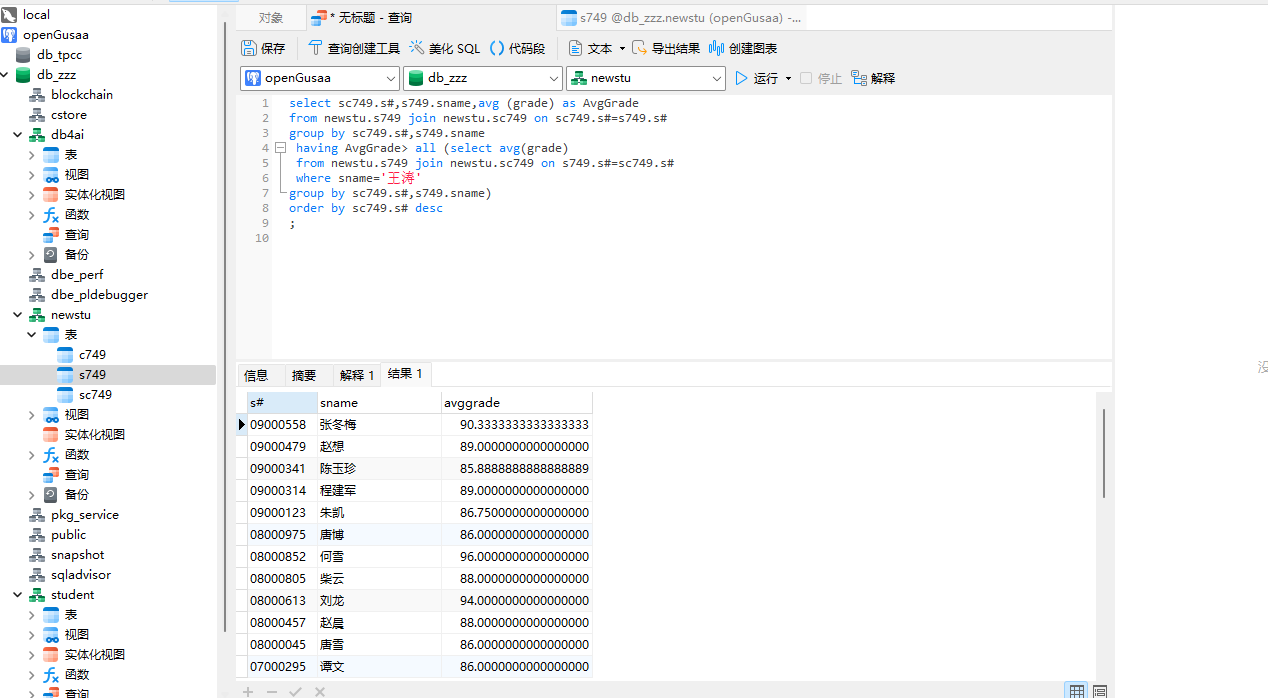 local
openGusaa
db_tpcc
db_zzz
blockchain
cstore
db4ai
表
视图
实体化视图
函数
查询
备份
dbe_perf
dbe_pldebugger
newstu
表
c749
s749
sc749
视图
实体化视图
函数
查询
备份
pkg_service
public
snapshot
sqladvisor
student
表
视图
实体化视图
函数
查询
对象
* 无标题 - 查询
s749 @db_zzz.newstu (openGusaa) -...
保存 查询创建工具 美化 SQL 代码段 文本 导出结果 创建图表
openGusaa db_zzz newstu 运行 停止 解释
1 select sc749.s#,s749.sname,avg (grade) as AvgGrade
2 from newstu.s749 join newstu.sc749 on sc749.s#=s749.s#
3 group by sc749.s#,s749.sname
4 having AvgGrade> all (select avg(grade)
5 from newstu.s749 join newstu.sc749 on s749.s#=sc749.s#
6 where sname='王涛'
7 group by sc749.s#,s749.sname)
8 order by sc749.s# desc
9 ;
10
信息 摘要 解释 1 结果 1
s# sname avggrade
09000558 张冬梅 90.3333333333333333
09000479 赵想 89.0000000000000000
09000341 陈玉珍 85.8888888888888889
09000314 程建军 89.0000000000000000
09000123 朱凯 86.7500000000000000
08000975 唐博 86.0000000000000000
08000852 何雪 96.0000000000000000
08000805 柴云 88.0000000000000000
08000613 刘龙 94.0000000000000000
08000457 赵晨 88.0000000000000000
08000045 唐雪 86.0000000000000000
07000295 谭文 86.0000000000000000